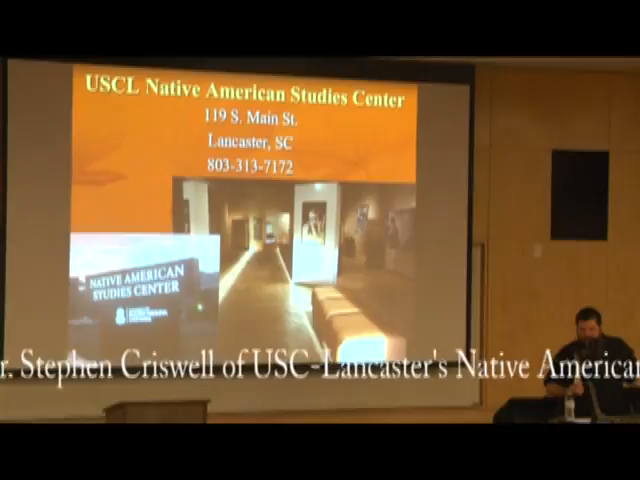 USCL Native American Studies Center
119 S. Main St.
Lancaster, SC
803-313-7172
NATIVE AMERICAN
STUDIES CENTER
r. Stephen Criswell of USC-Lancaster's Native American